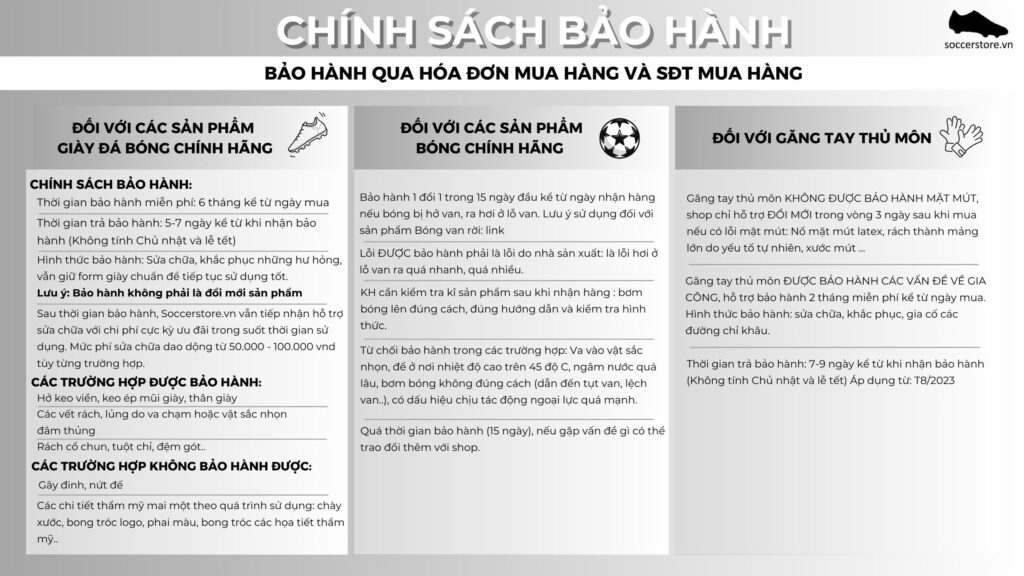 CHÍNH SÁCH BẢO HÀNH
soccerstore.vn
BẢO HÀNH QUA HÓA ĐƠN MUA HÀNG VÀ SĐT MUA HÀNG
ĐỐI VỚI CÁC SẢN PHẨM
GIÀY ĐÁ BÓNG CHÍNH HÃNG
CHÍNH SÁCH BẢO HÀNH:
Thời gian bảo hành miễn phí: 6 tháng kể từ ngày mua
Thời gian trả bảo hành: 5-7 ngày kể từ khi nhận bảo
hành (Không tính Chủ nhật và lễ tết)
Hình thức bảo hành: Sửa chữa, khắc phục những hư hỏng,
vẫn giữ form giày chuẩn để tiếp tục sử dụng tốt.
Lưu ý: Bảo hành không phải là đổi mới sản phẩm
Sau thời gian bảo hành, Soccerstore.vn vẫn tiếp nhận hỗ trợ
sửa chữa với chi phí cực kỳ ưu đãi trong suốt thời gian sử
dụng. Mức phí sửa chữa dao động từ 50.000 - 100.000 vnd
tùy từng trường hợp.
CÁC TRƯỜNG HỢP ĐƯỢC BẢO HÀNH:
Hở keo viền, keo ép mũi giày, thân giày
Các vết rách, lủng do va chạm hoặc vật sắc nhọn
đâm thủng
Rách cổ chun, tuột chỉ, đệm gót..
CÁC TRƯỜNG HỢP KHÔNG BẢO HÀNH ĐƯỢC:
Gãy đinh, nứt đế
Các chi tiết thẩm mỹ mai một theo quá trình sử dụng: chày
xước, bong tróc logo, phai màu, bong tróc các họa tiết thẩm
mỹ..
ĐỐI VỚI CÁC SẢN PHẨM
BÓNG CHÍNH HÃNG
Bảo hành 1 đổi 1 trong 15 ngày đầu kể từ ngày nhận hàng
nếu bóng bị hở van, ra hơi ở lỗ van. Lưu ý sử dụng đối với
sản phẩm Bóng van rời: link
Lỗi ĐƯỢC bảo hành phải là lỗi do nhà sản xuất: là lỗi hơi ở
lỗ van ra quá nhanh, quá nhiều.
KH cần kiểm tra kĩ sản phẩm sau khi nhận hàng : bơm
bóng lên đúng cách, đúng hướng dẫn và kiểm tra hình
thức.
Từ chối bảo hành trong các trường hợp: Va vào vật sắc
nhọn, để ở nơi nhiệt độ cao trên 45 độ C, ngâm nước quá
lâu, bơm bóng không đúng cách (dẫn đến tụt van, lệch
van..), có dấu hiệu chịu tác động ngoại lực quá mạnh.
Quá thời gian bảo hành (15 ngày), nếu gặp vấn đề gì có thể
trao đổi thêm với shop.
ĐỐI VỚI GĂNG TAY THỦ MÔN
Găng tay thủ môn KHÔNG ĐƯỢC BẢO HÀNH MẶT MÚT,
shop chỉ hỗ trợ ĐỔI MỚI trong vòng 3 ngày sau khi mua
nếu có lỗi mặt mút: Nổ mặt mút latex, rách thành mảng
lớn do yếu tố tự nhiên, xước mút ...
Găng tay thủ môn ĐƯỢC BẢO HÀNH CÁC VẤN ĐỀ VỀ GIA
CÔNG, hỗ trợ bảo hành 2 tháng miễn phí kể từ ngày mua.
Hình thức bảo hành: sửa chữa, khắc phục, gia cố các
đường chỉ khâu.
Thời gian trả bảo hành: 7-9 ngày kể từ khi nhận bảo hành
(Không tính Chủ nhật và lễ tết) Áp dụng từ: T8/2023